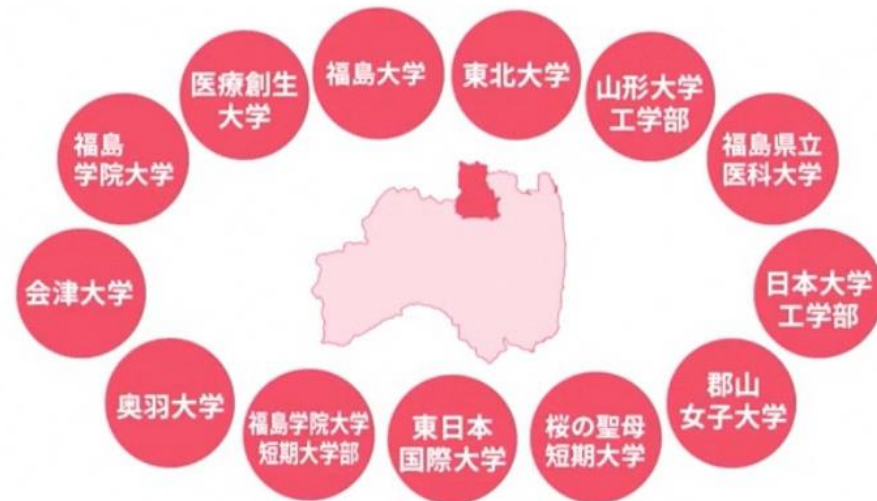 福島大学
東北大学
山形大学
工学部
福島県立
医科大学
日本大学
工学部
郡山
女子大学
桜の聖母
短期大学
東日本
国際大学
福島学院大学
短期大学部
奥羽大学
会津大学
福島
学院大学
医療創生
大学